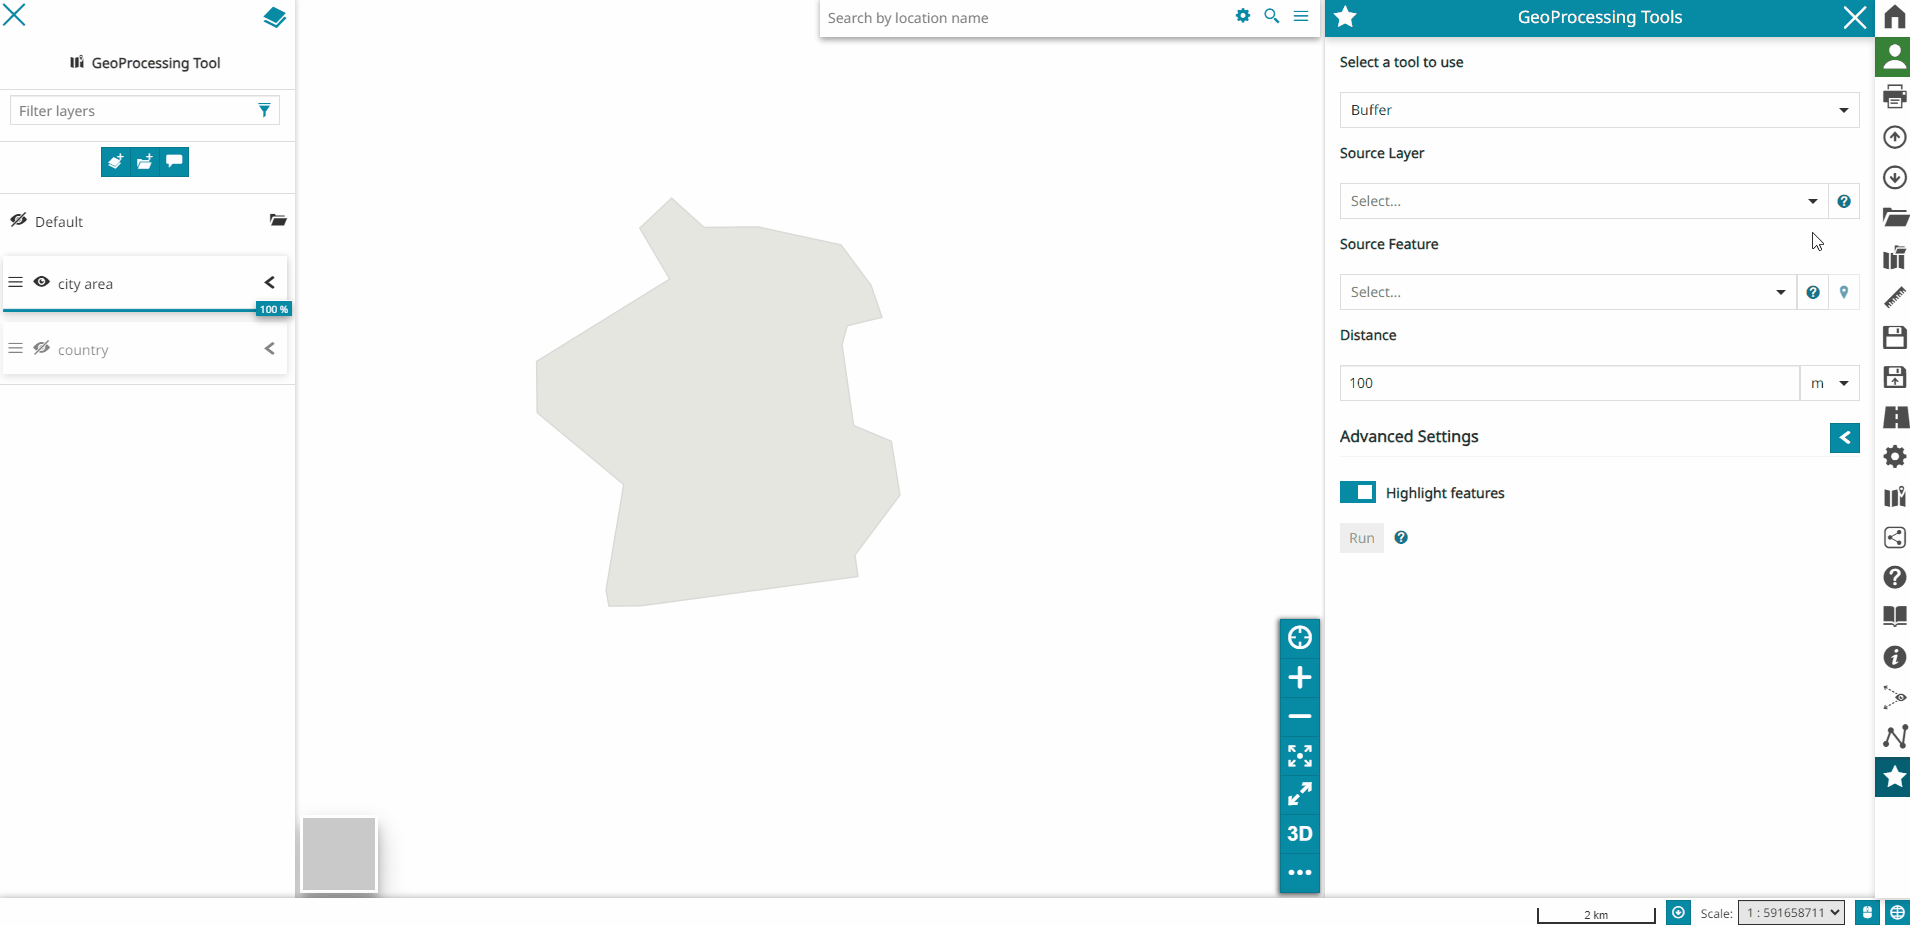 GeoProcessing Tool
Filter layers
Default
city area
100 %
country
Search by location name
3D
GeoProcessing Tools
Select a tool to use
Buffer
Source Layer
Select...
Source Feature
Select...
Distance
100
m
Advanced Settings
Highlight features
Run
2 km
Scale:
1 : 591658711